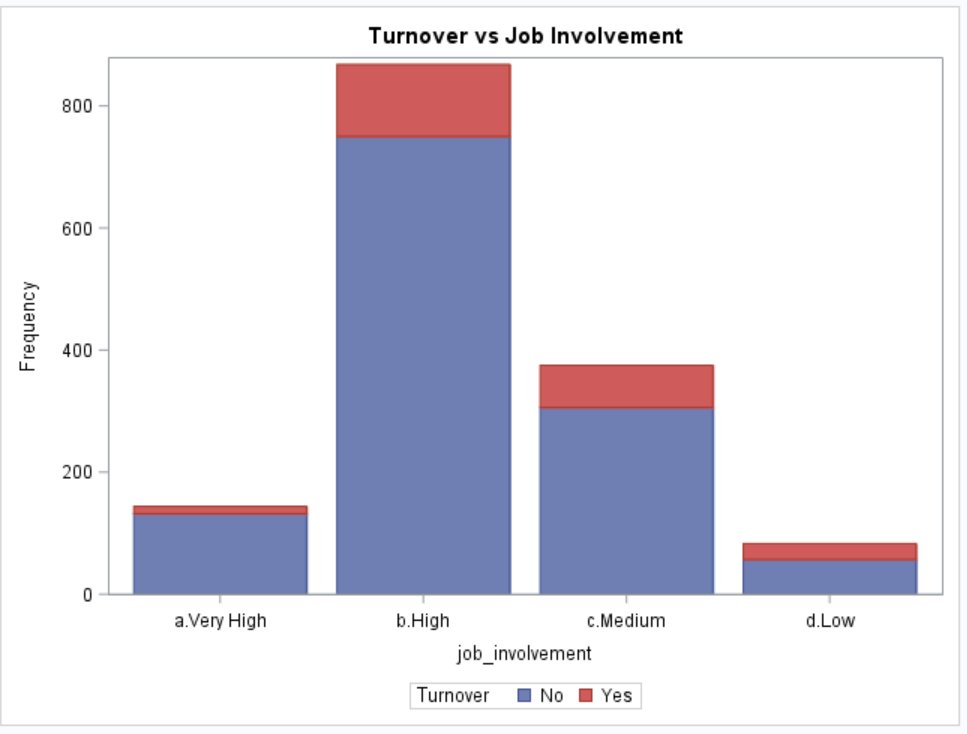 Turnover vs Job Involvement
800
600
400
200
0
Frequency
a.Very High b.High c.Medium d.Low
job_involvement
Turnover No Yes